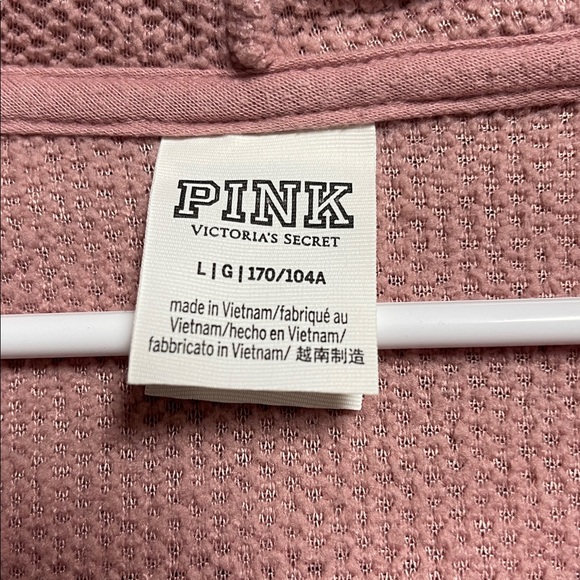 PINK
VICTORIA'S SECRET
L | G | 170/104A
made in Vietnam/fabriqué au
Vietnam/hecho en Vietnam/
fabbricato in Vietnam/ 越南制造